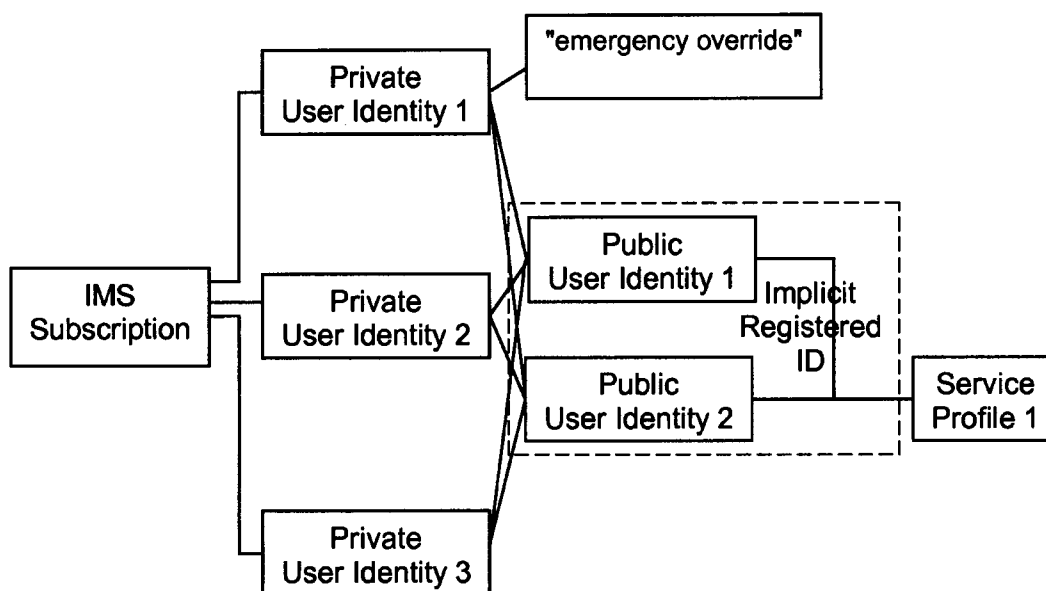 "emergency override"
Private
User Identity 1
Public
User Identity 1
IMS
Subscription
Private
User Identity 2
Implicit
Registered
ID
Public
User Identity 2
Service
Profile 1
Private
User Identity 3